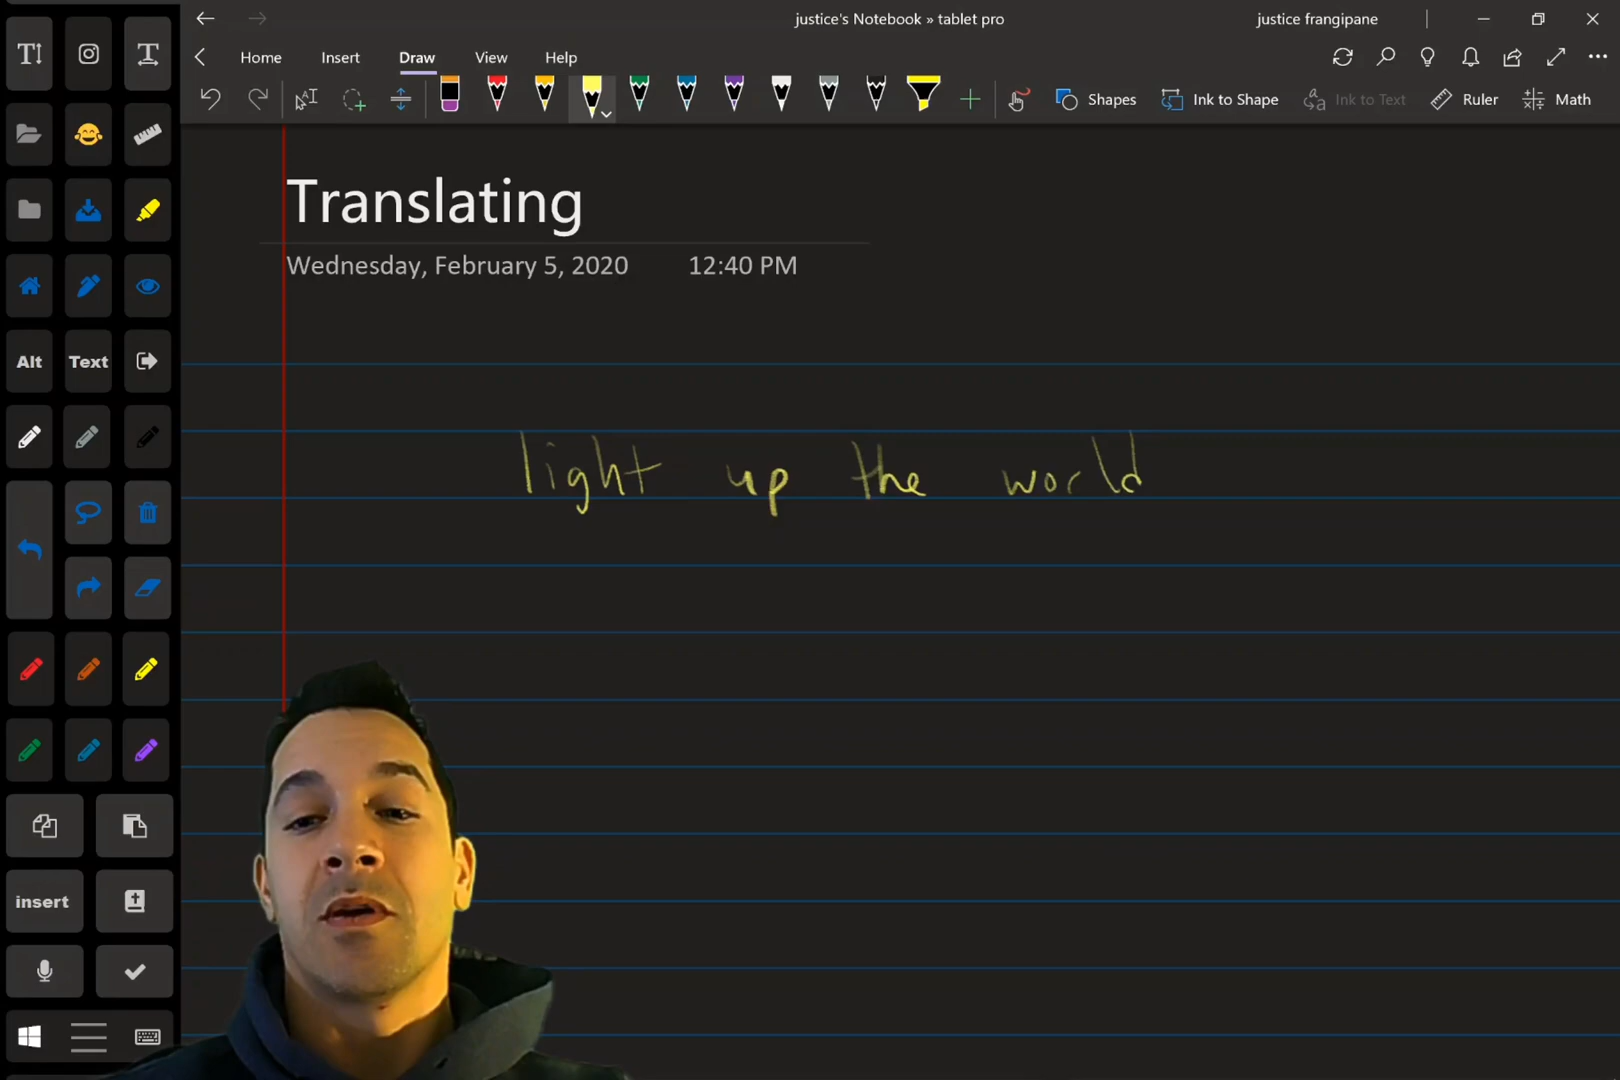 justice's Notebook » tablet pro
justice frangipane
Home Insert Draw View Help
Shapes Ink to Shape Ink to Text Ruler Math
Translating
Wednesday, February 5, 2020 12:40 PM
Alt Text
light up the world
insert